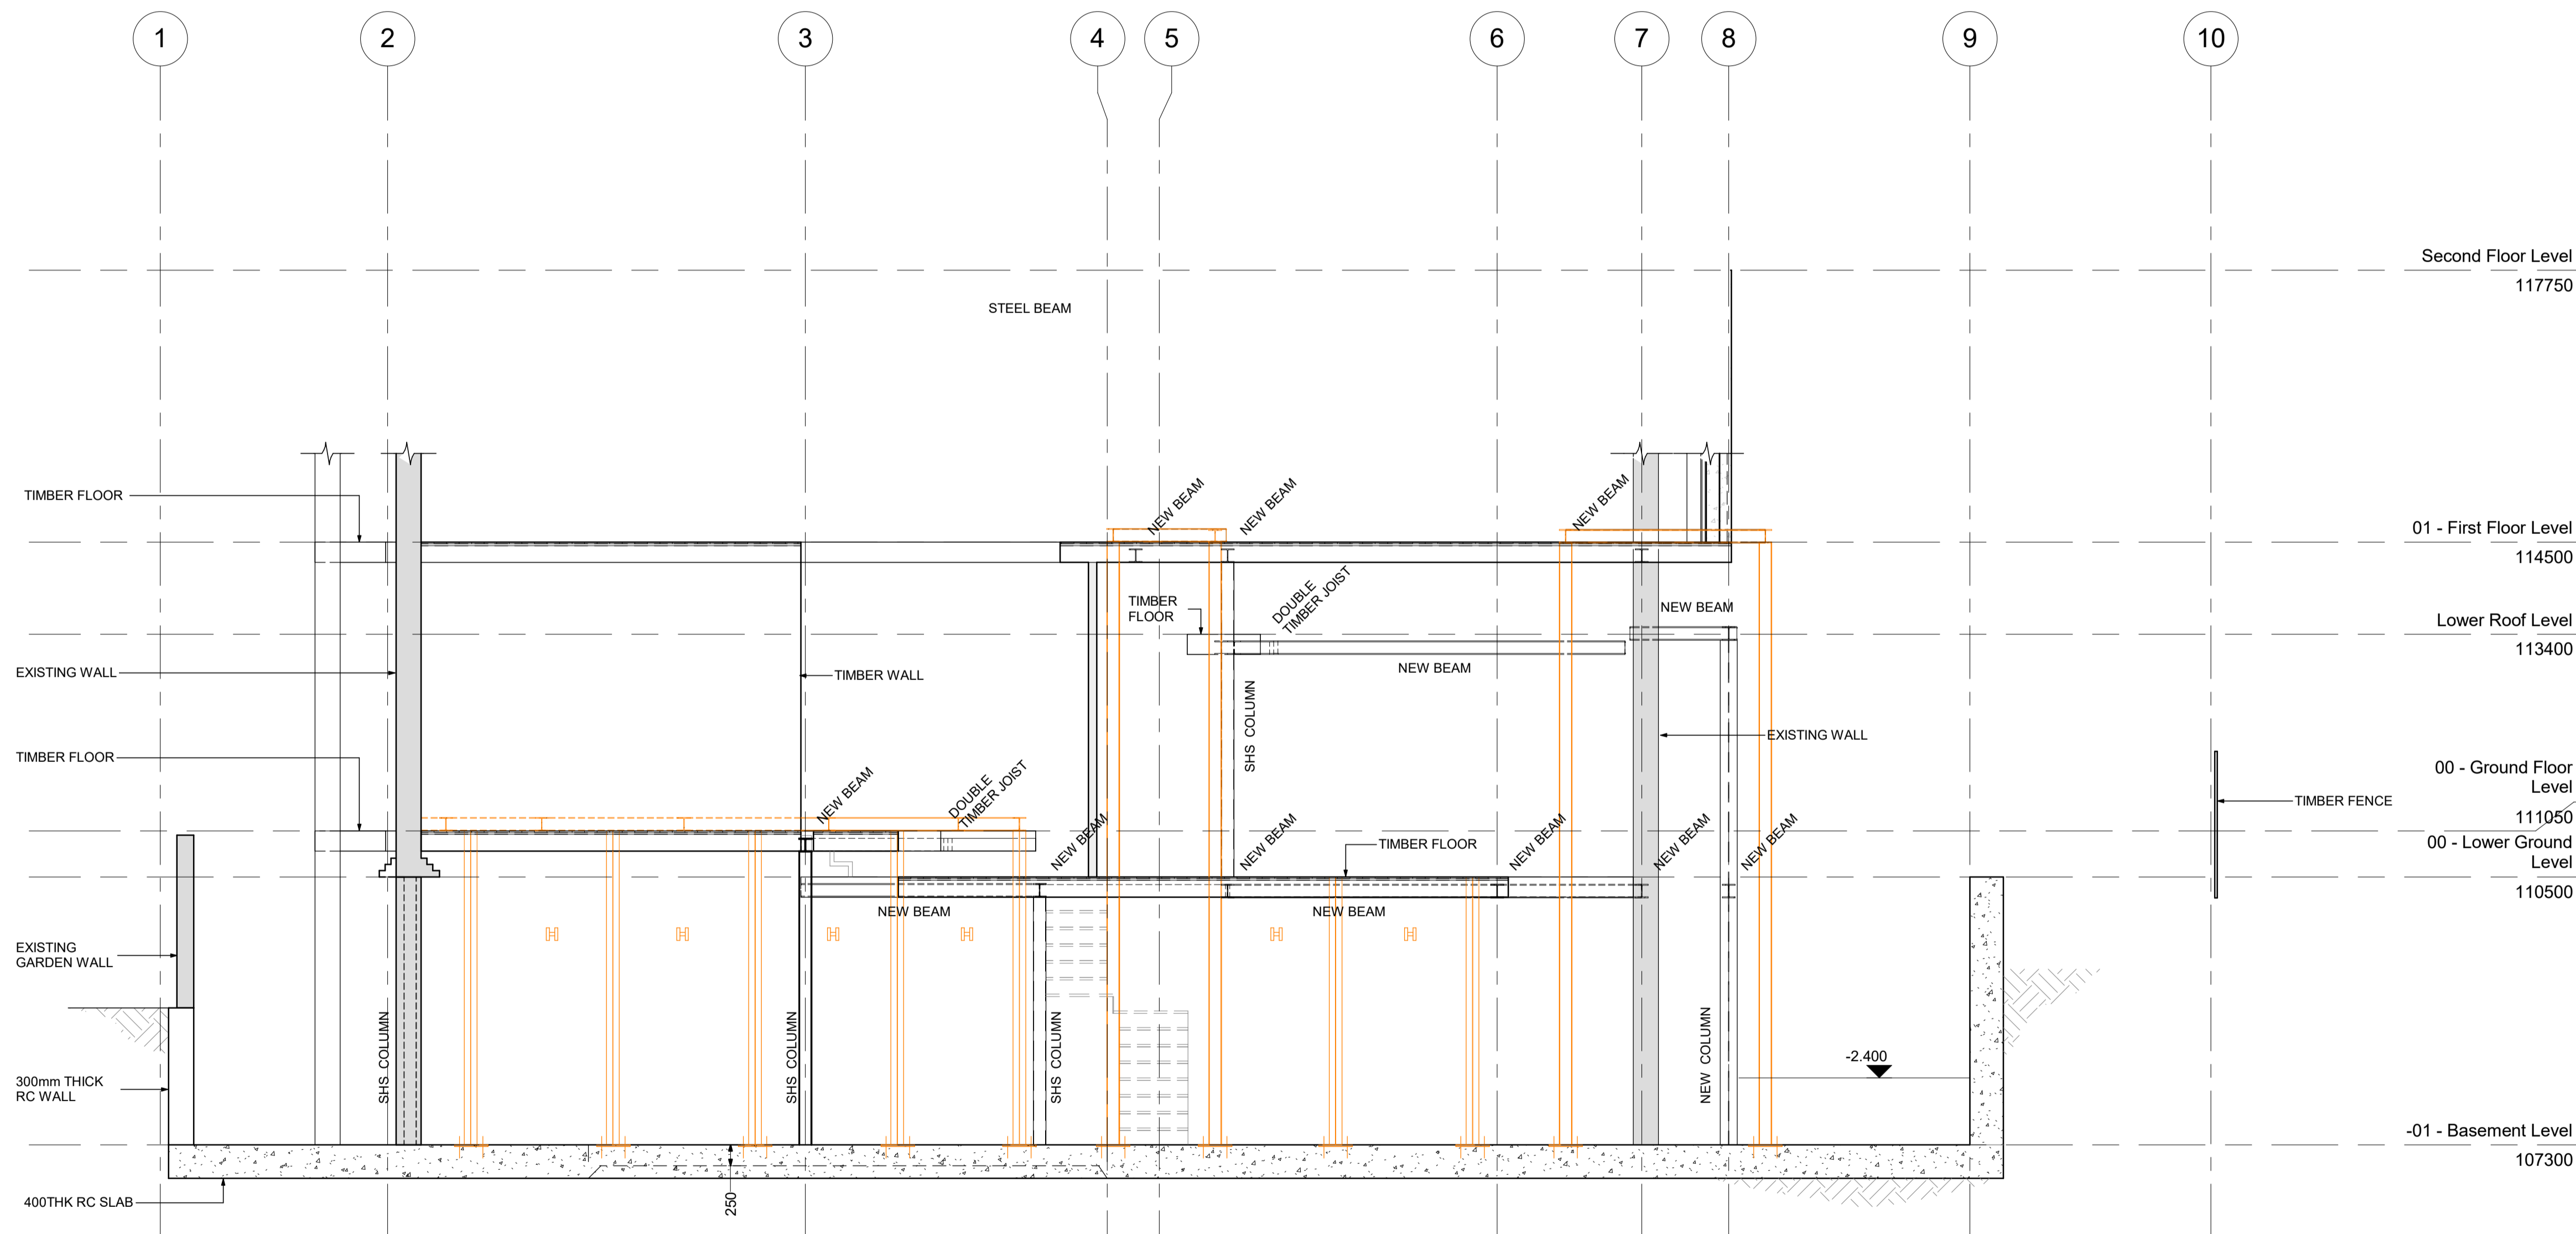 1
2
3
4
5
6
7
8
9
10
Second Floor Level
117750
STEEL BEAM
TIMBER FLOOR
NEW BEAM
NEW BEAM
NEW BEAM
01 - First Floor Level
114500
TIMBER
FLOOR
DOUBLE
TIMBER JOIST
NEW BEAM
Lower Roof Level
113400
EXISTING WALL
TIMBER WALL
NEW BEAM
SHS COLUMN
EXISTING WALL
TIMBER FLOOR
NEW BEAM
DOUBLE
TIMBER JOIST
00 - Ground Floor
Level
111050
TIMBER FENCE
NEW BEAM
NEW BEAM
TIMBER FLOOR
NEW BEAM
NEW BEAM
NEW BEAM
00 - Lower Ground
Level
110500
NEW BEAM
NEW BEAM
EXISTING
GARDEN WALL
H
H
H
H
H
H
SHS COLUMN
SHS COLUMN
SHS COLUMN
NEW COLUMN
-2.400
300mm THICK
RC WALL
-01 - Basement Level
107300
400THK RC SLAB
250